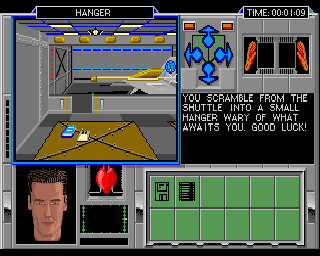 HANGER
TIME: 00:01:09
YOU SCRAMBLE FROM THE
SHUTTLE INTO A SMALL
HANGER WARY OF WHAT
AWAITS YOU. GOOD LUCK!